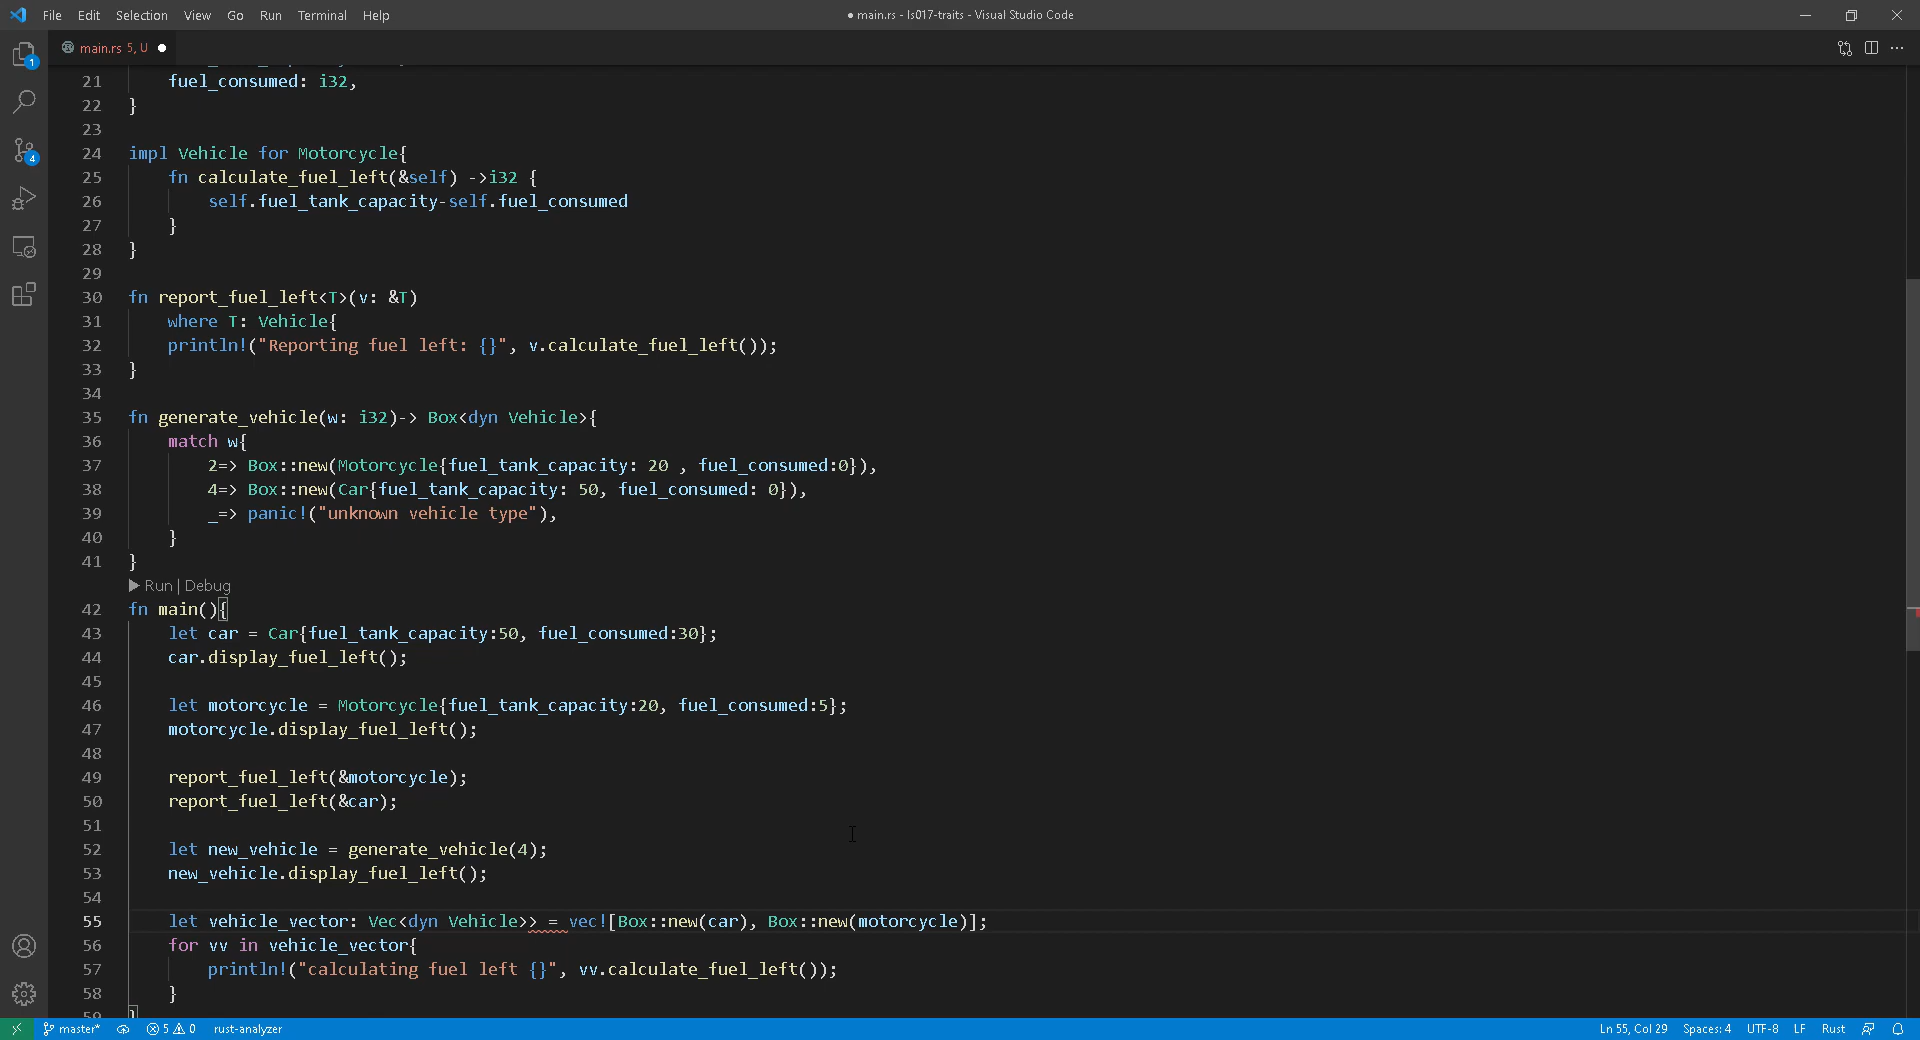 File Edit Selection View Go Run Terminal Help
● main.rs - ls017-traits - Visual Studio Code
main.rs 5, U ●
1
4
21 fuel_consumed: i32,
22 }
23
24 impl Vehicle for Motorcycle{
25 fn calculate_fuel_left(&self) ->i32 {
26 self.fuel_tank_capacity-self.fuel_consumed
27 }
28 }
29
30 fn report_fuel_left<T>(v: &T)
31 where T: Vehicle{
32 println!("Reporting fuel left: {}", v.calculate_fuel_left());
33 }
34
35 fn generate_vehicle(w: i32)-> Box<dyn Vehicle>{
36 match w{
37 2=> Box::new(Motorcycle{fuel_tank_capacity: 20 , fuel_consumed:0}),
38 4=> Box::new(Car{fuel_tank_capacity: 50, fuel_consumed: 0}),
39 _=> panic!("unknown vehicle type"),
40 }
41 }
Run | Debug
42 fn main(){
43 let car = Car{fuel_tank_capacity:50, fuel_consumed:30};
44 car.display_fuel_left();
45
46 let motorcycle = Motorcycle{fuel_tank_capacity:20, fuel_consumed:5};
47 motorcycle.display_fuel_left();
48
49 report_fuel_left(&motorcycle);
50 report_fuel_left(&car);
51
52 let new_vehicle = generate_vehicle(4);
53 new_vehicle.display_fuel_left();
54
55 let vehicle_vector: Vec<dyn Vehicle>> = vec![Box::new(car), Box::new(motorcycle)];
56 for vv in vehicle_vector{
57 println!("calculating fuel left {}", vv.calculate_fuel_left());
58 }
59 }
master* 5 0 rust-analyzer
Ln 55, Col 29 Spaces: 4 UTF-8 LF Rust